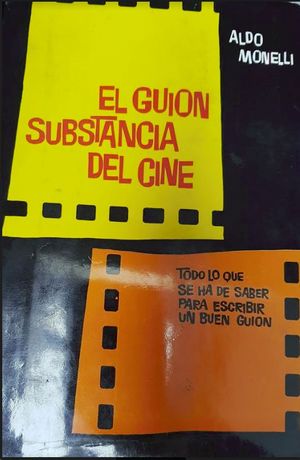 ALDO
MONELLI
EL GUION
SUBSTANCIA
DEL CINE
TODO LO QUE
SE HA DE SABER
PARA ESCRIBIR
UN BUEN GUION